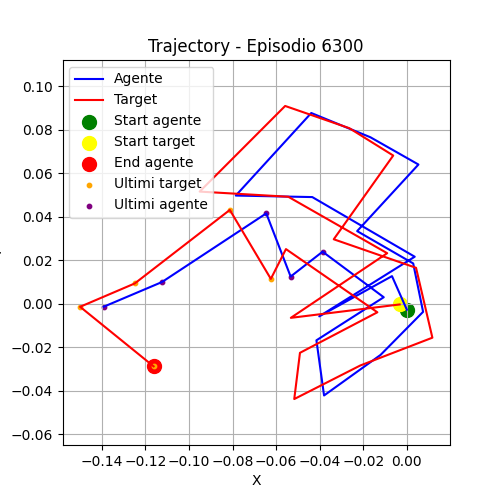 Trajectory - Episodio 6300
Agente
Target
Start agente
Start target
End agente
Ultimi target
Ultimi agente
0.10
0.08
0.06
0.04
0.02
0.00
−0.02
−0.04
−0.06
−0.14 −0.12 −0.10 −0.08 −0.06 −0.04 −0.02 0.00
X